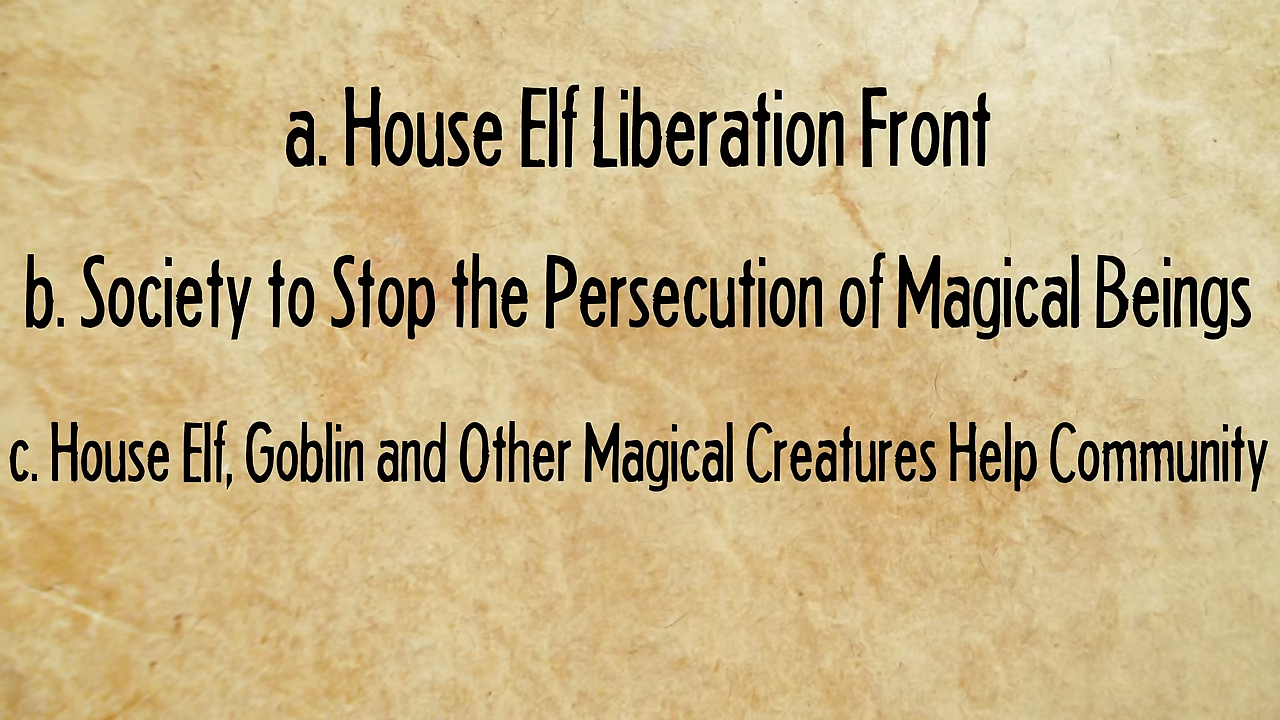 a. House Elf Liberation Front
b. Society to Stop the Persecution of Magical Beings
c. House Elf, Goblin and Other Magical Creatures Help Community